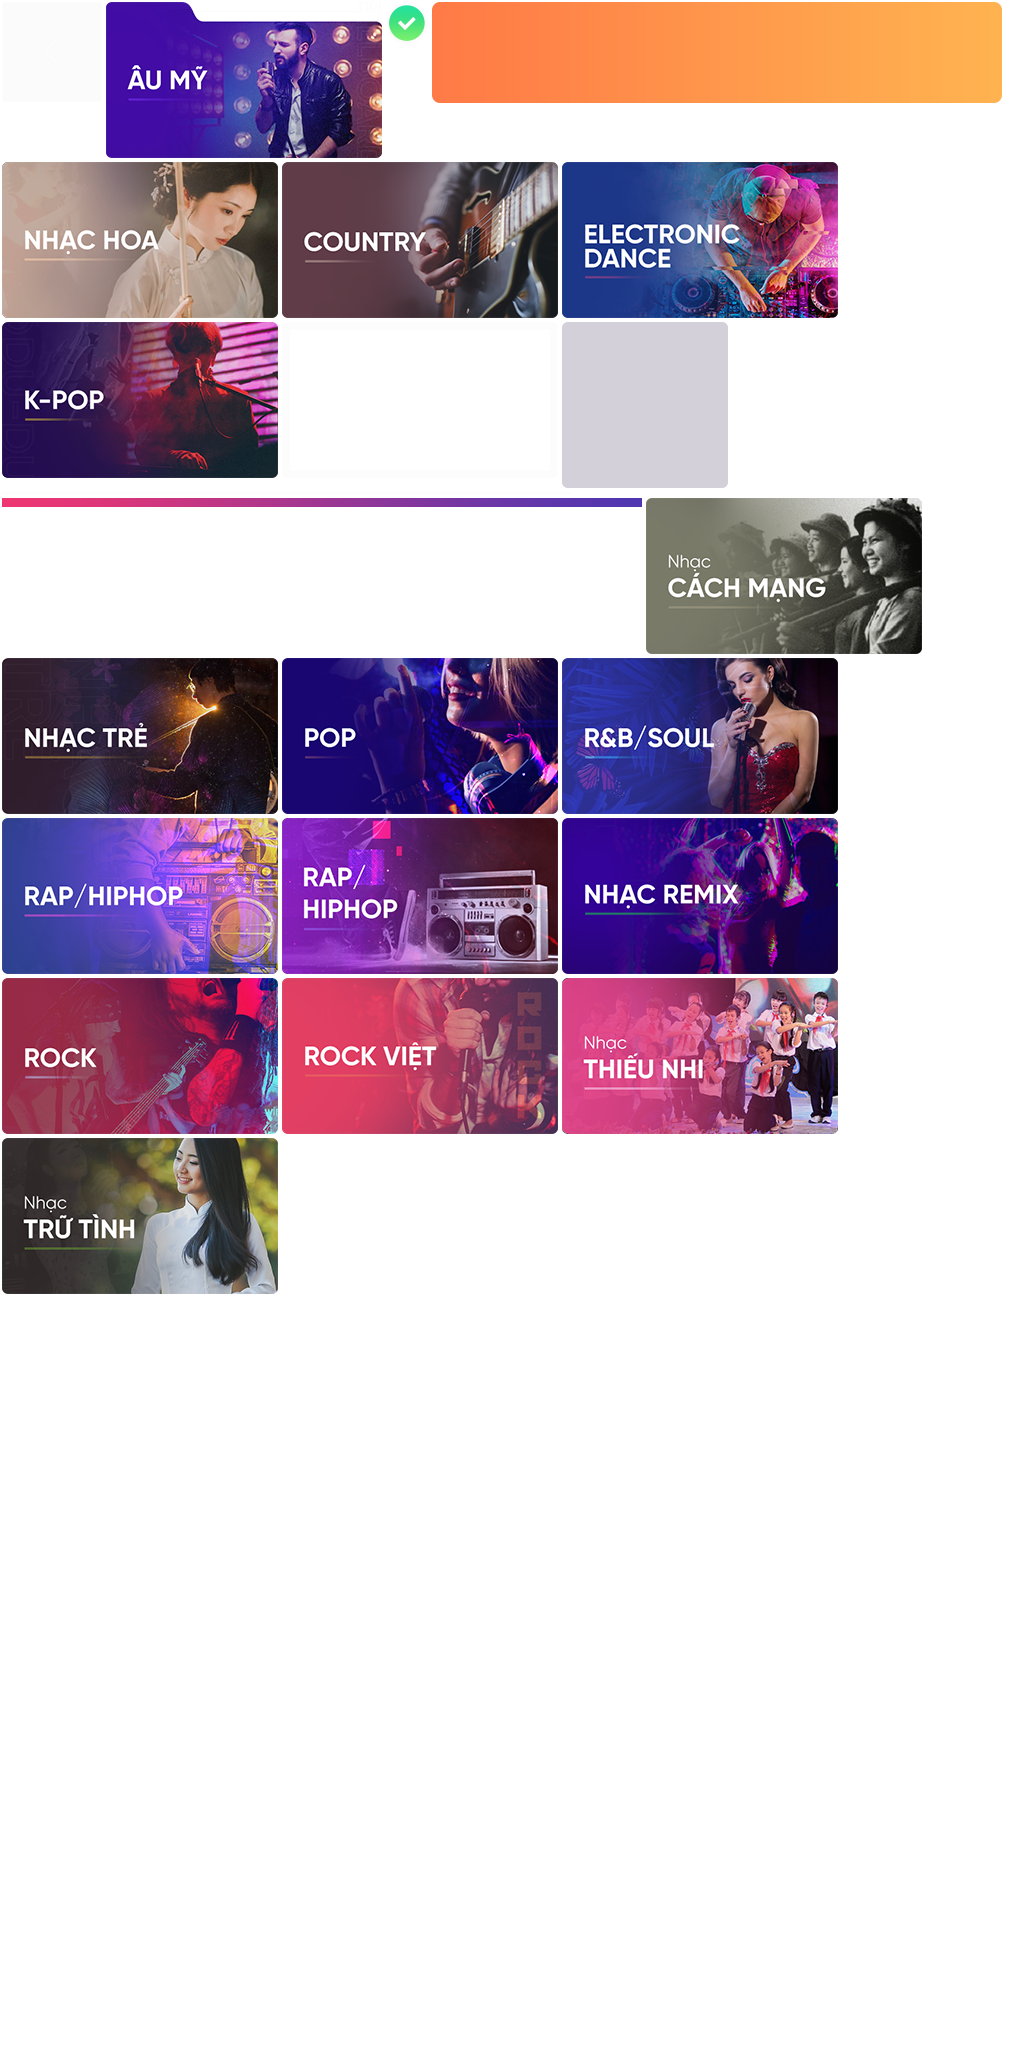 ÂU MỸ
NHẠC HOA
COUNTRY
ELECTRONIC
DANCE
K-POP
Nhạc
CÁCH MẠNG
NHẠC TRẺ
POP
R&B/SOUL
RAP/HIPHOP
RAP/
HIPHOP
NHẠC REMIX
ROCK
ROCK VIỆT
ROCK
Nhạc
THIẾU NHI
Nhạc
TRỮ TÌNH